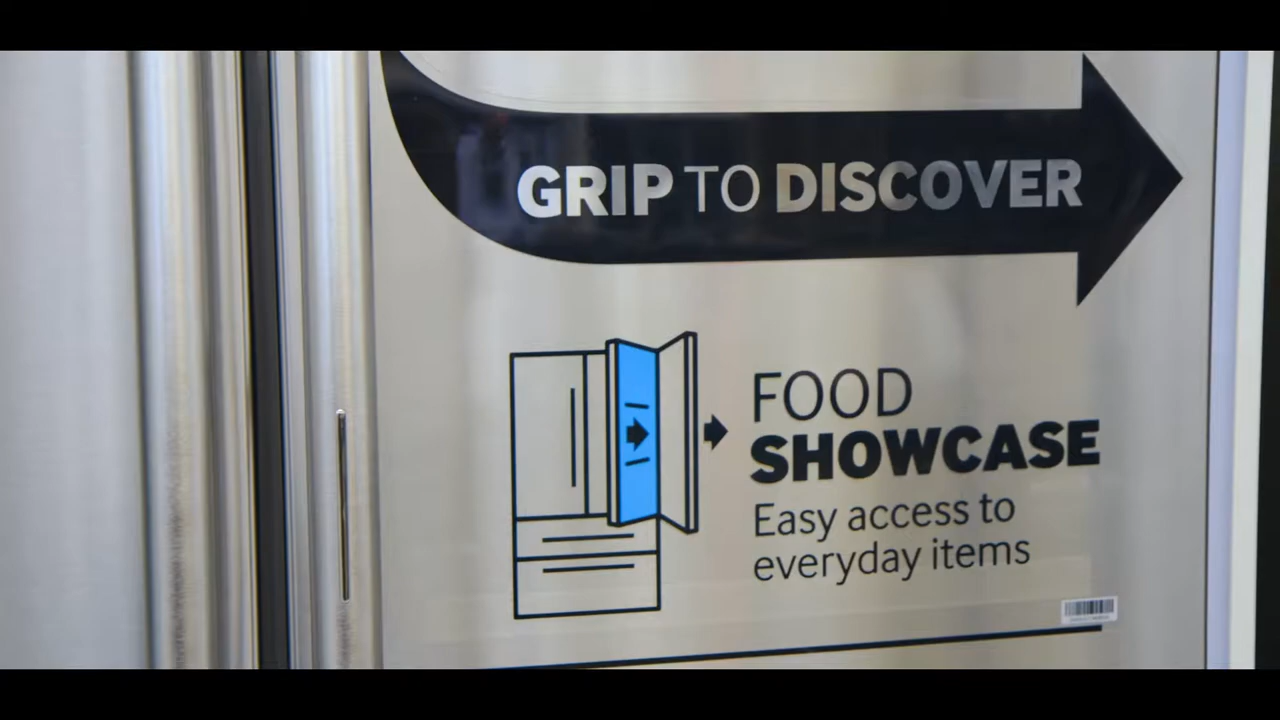 GRIP TO DISCOVER
FOOD
SHOWCASE
Easy access to
everyday items